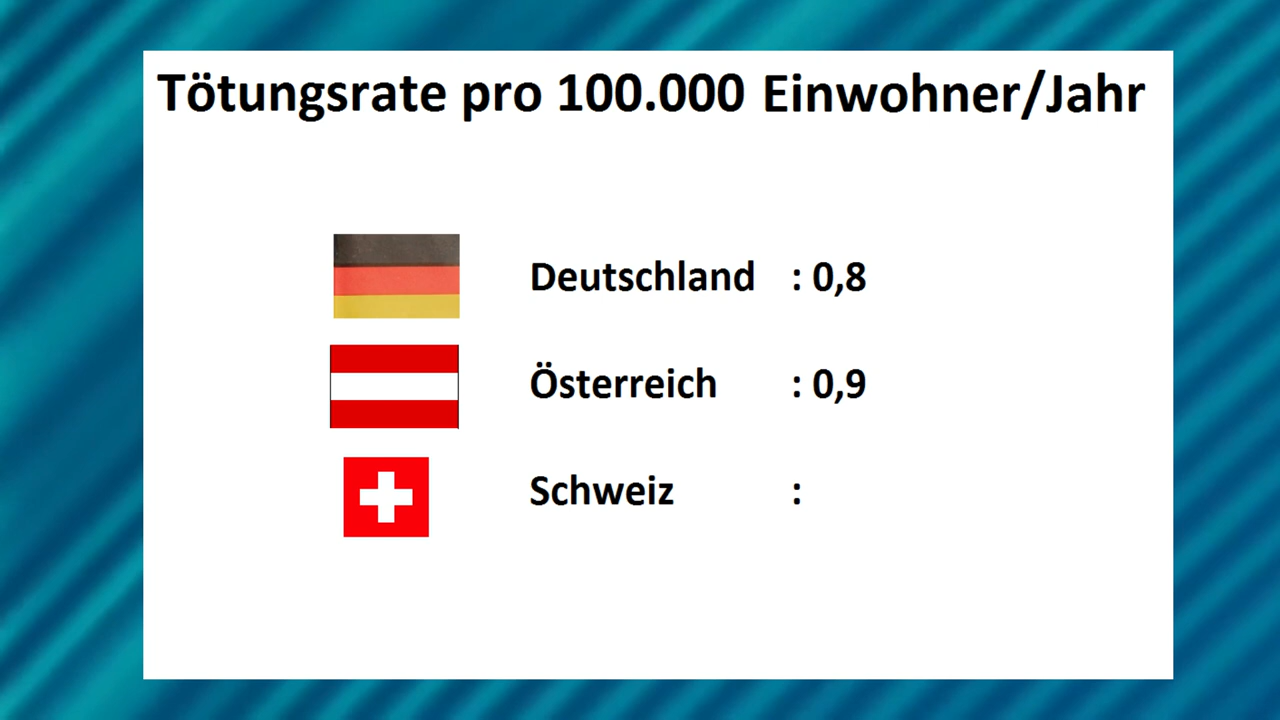 Tötungsrate pro 100.000 Einwohner/Jahr
Deutschland : 0,8
Österreich : 0,9
Schweiz :